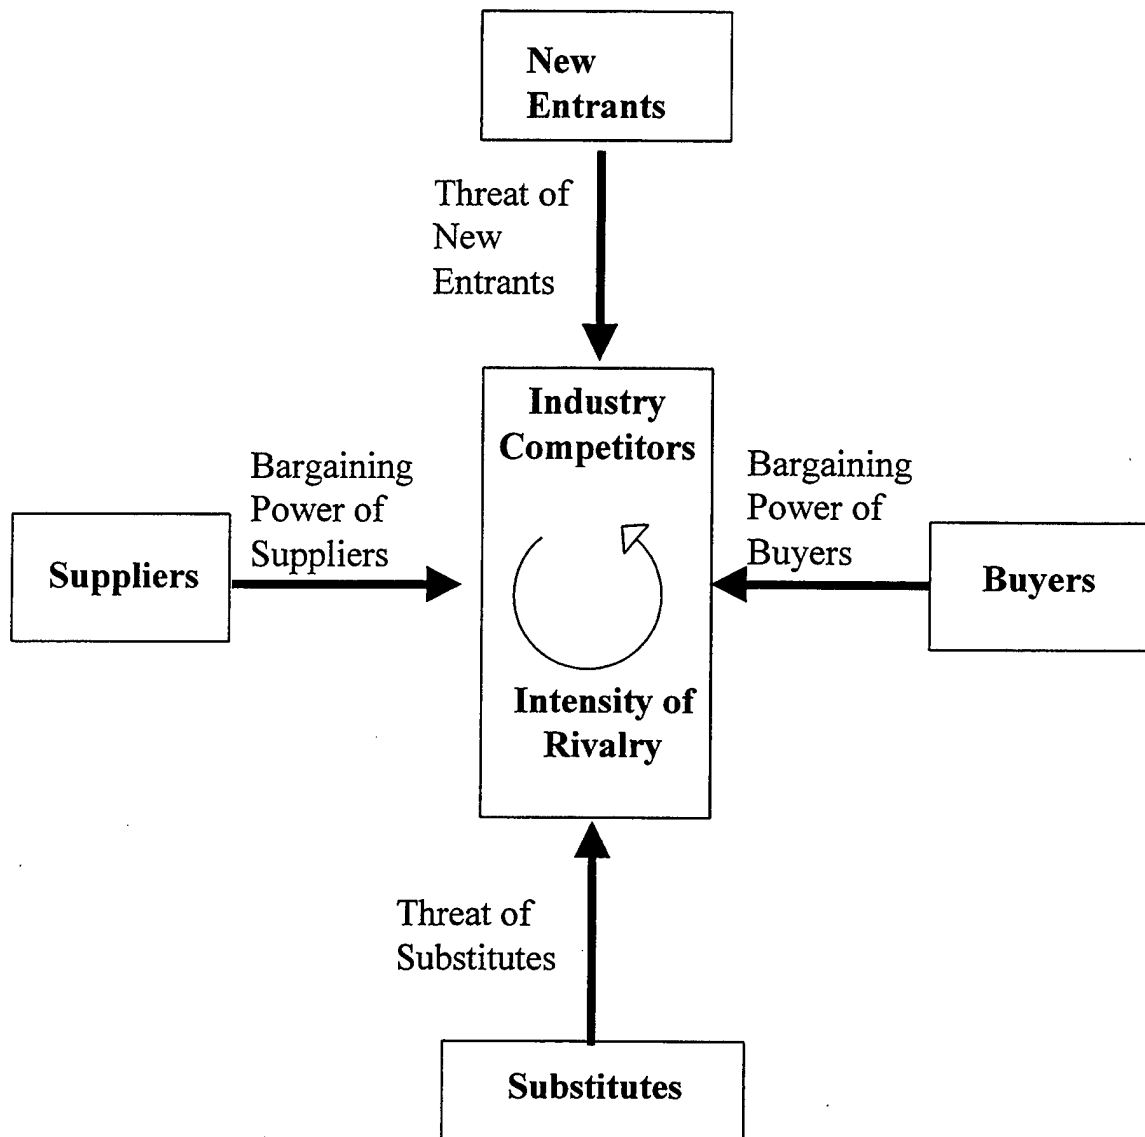 New
Entrants
Threat of
New
Entrants
Industry
Competitors
Bargaining
Power of
Suppliers
Bargaining
Power of
Buyers
Suppliers
Buyers
Intensity of
Rivalry
Threat of
Substitutes
Substitutes